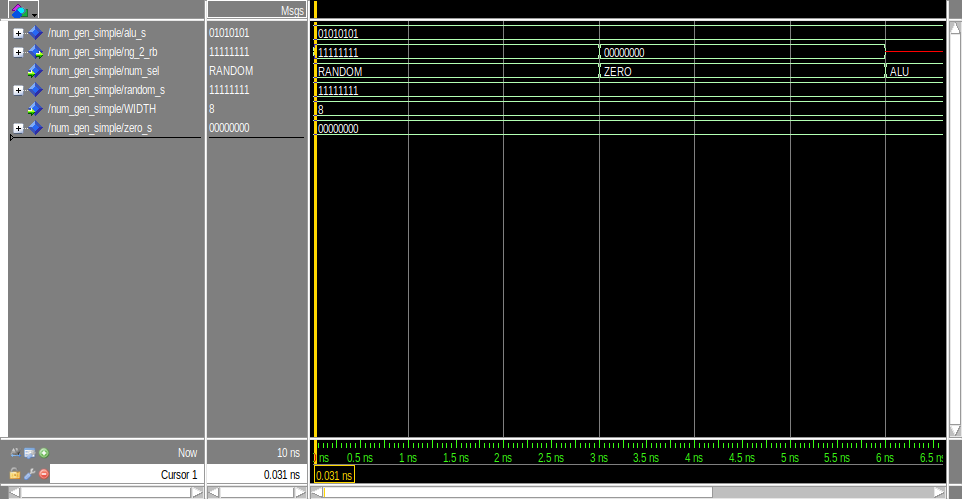 Msgs
/num_gen_simple/alu_s 01010101 01010101
/num_gen_simple/ng_2_rb 11111111 11111111 00000000
/num_gen_simple/num_sel RANDOM RANDOM ZERO ALU
/num_gen_simple/random_s 11111111 11111111
/num_gen_simple/WIDTH 8 8
/num_gen_simple/zero_s 00000000 00000000
Now 10 ns ns 0.5 ns 1 ns 1.5 ns 2 ns 2.5 ns 3 ns 3.5 ns 4 ns 4.5 ns 5 ns 5.5 ns 6 ns 6.5
Cursor 1 0.031 ns 0.031 ns